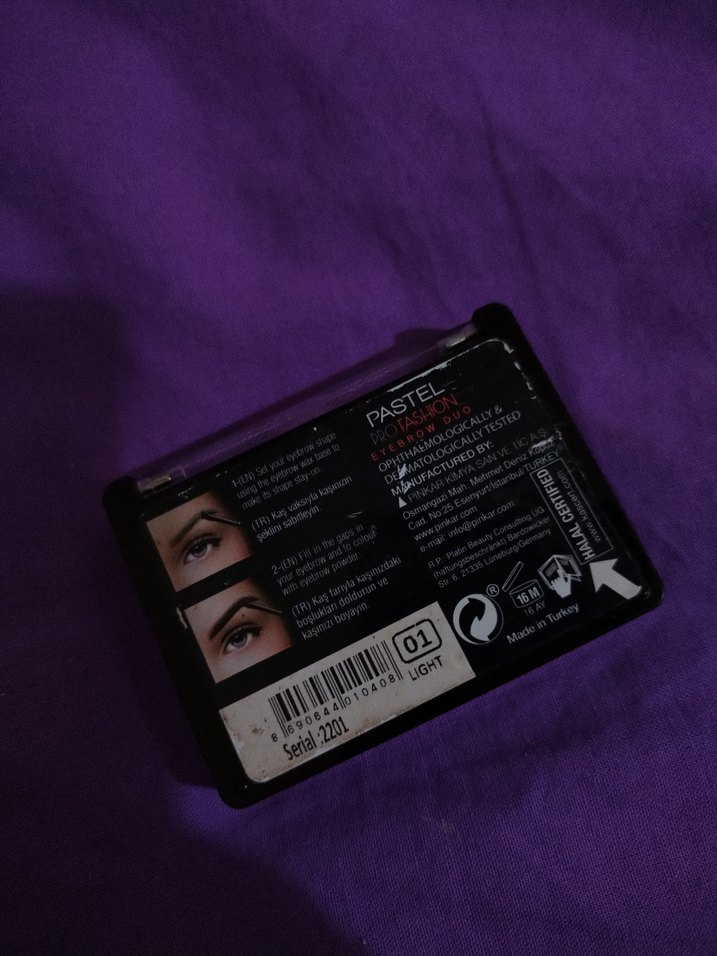 1-(EN) Set your eyebrow shape
using the eyebrow wax base to
make its shape stay-on.
(TR) Kaş vaksıyla kaşınızın
şeklini sabitleyin.
2-(EN) Fill in the gaps in
your eyebrow and to colour
with eyebrow powder.
(TR) Kaş farıyla kaşınızdaki
boşlukları doldurun ve
kaşınızı boyayın.
PASTEL
PROFASHION
EYEBROW DUO
OPHTHALMOLOGICALLY &
DERMATOLOGICALLY TESTED
MANUFACTURED BY:
PINKAR KİMYA SAN VE TİC A.Ş.
Osmangazi Mah. Mehmet Deniz
Cad. No:25 Esenyurt/İstanbul/TURKEY
www.pinkar.com
e-mail: info@pinkar.com
R.P. Platin Beauty Consulting UG
Bardowicker
Str. 6, 21335 Lüneburg/Germany
16 M
16 AY
Made in Turkey
HALAL CERTIFIED
01
LIGHT
8 690644 010408
Serial :2201